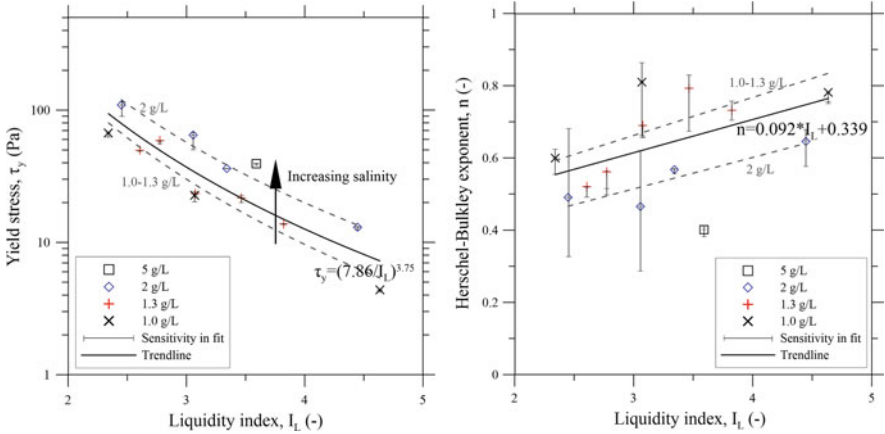 Yield stress, τy (Pa)
100
10
1
2 g/L
1.0-1.3 g/L
Increasing salinity
τy=(7.86/IL)^3.75
5 g/L
2 g/L
1.3 g/L
1.0 g/L
Sensitivity in fit
Trendline
2
3
4
5
Liquidity index, IL (-)
Herschel-Bulkley exponent, n (-)
1
0.8
0.6
0.4
0.2
0
1.0-1.3 g/L
n=0.092*IL+0.339
2 g/L
5 g/L
2 g/L
1.3 g/L
1.0 g/L
Sensitivity in fit
Trendline
2
3
4
5
Liquidity index, IL (-)